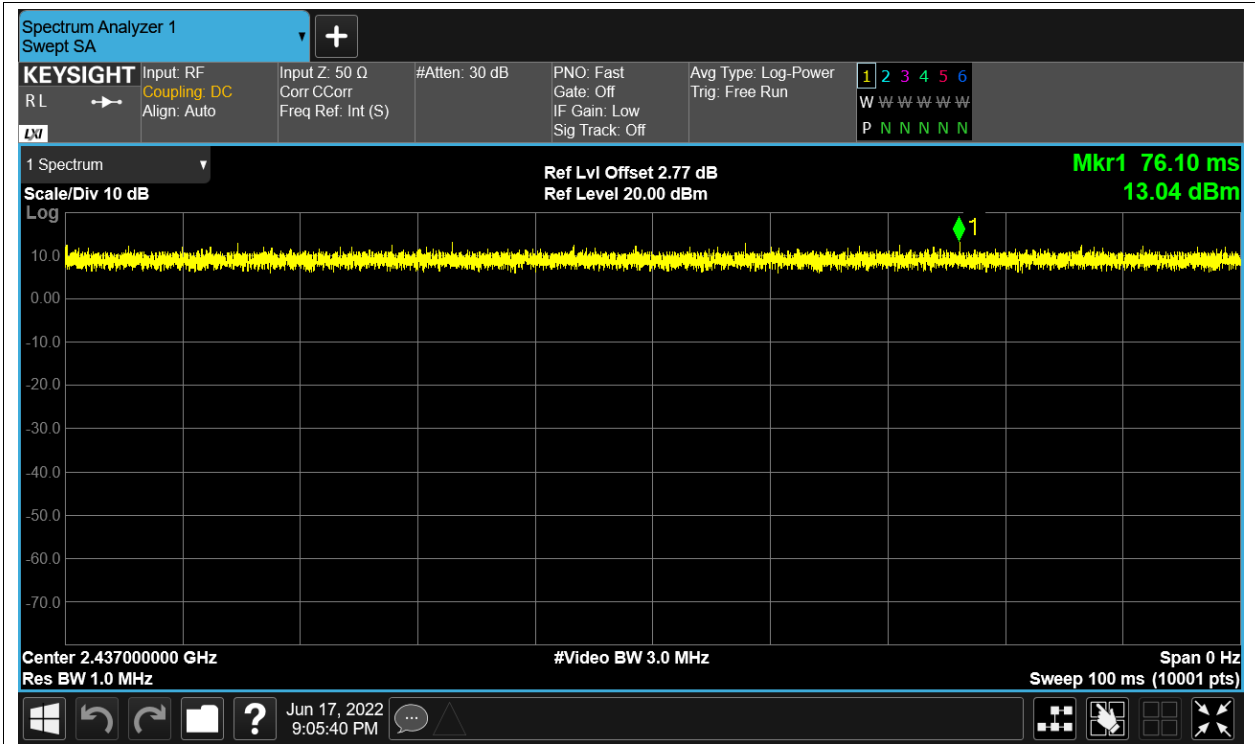 Spectrum Analyzer 1
Swept SA
KEYSIGHT
R L
LXI
Input: RF
Coupling: DC
Align: Auto
Input Z: 50 Ω
Corr CCorr
Freq Ref: Int (S)
#Atten: 30 dB
PNO: Fast
Gate: Off
IF Gain: Low
Sig Track: Off
Avg Type: Log-Power
Trig: Free Run
1 2 3 4 5 6
W W W W W W
P N N N N N
1 Spectrum
Scale/Div 10 dB
Log
Ref Lvl Offset 2.77 dB
Ref Level 20.00 dBm
Mkr1 76.10 ms
13.04 dBm
1
10.0
0.00
-10.0
-20.0
-30.0
-40.0
-50.0
-60.0
-70.0
Center 2.437000000 GHz
Res BW 1.0 MHz
#Video BW 3.0 MHz
Span 0 Hz
Sweep 100 ms (10001 pts)
?
Jun 17, 2022
9:05:40 PM